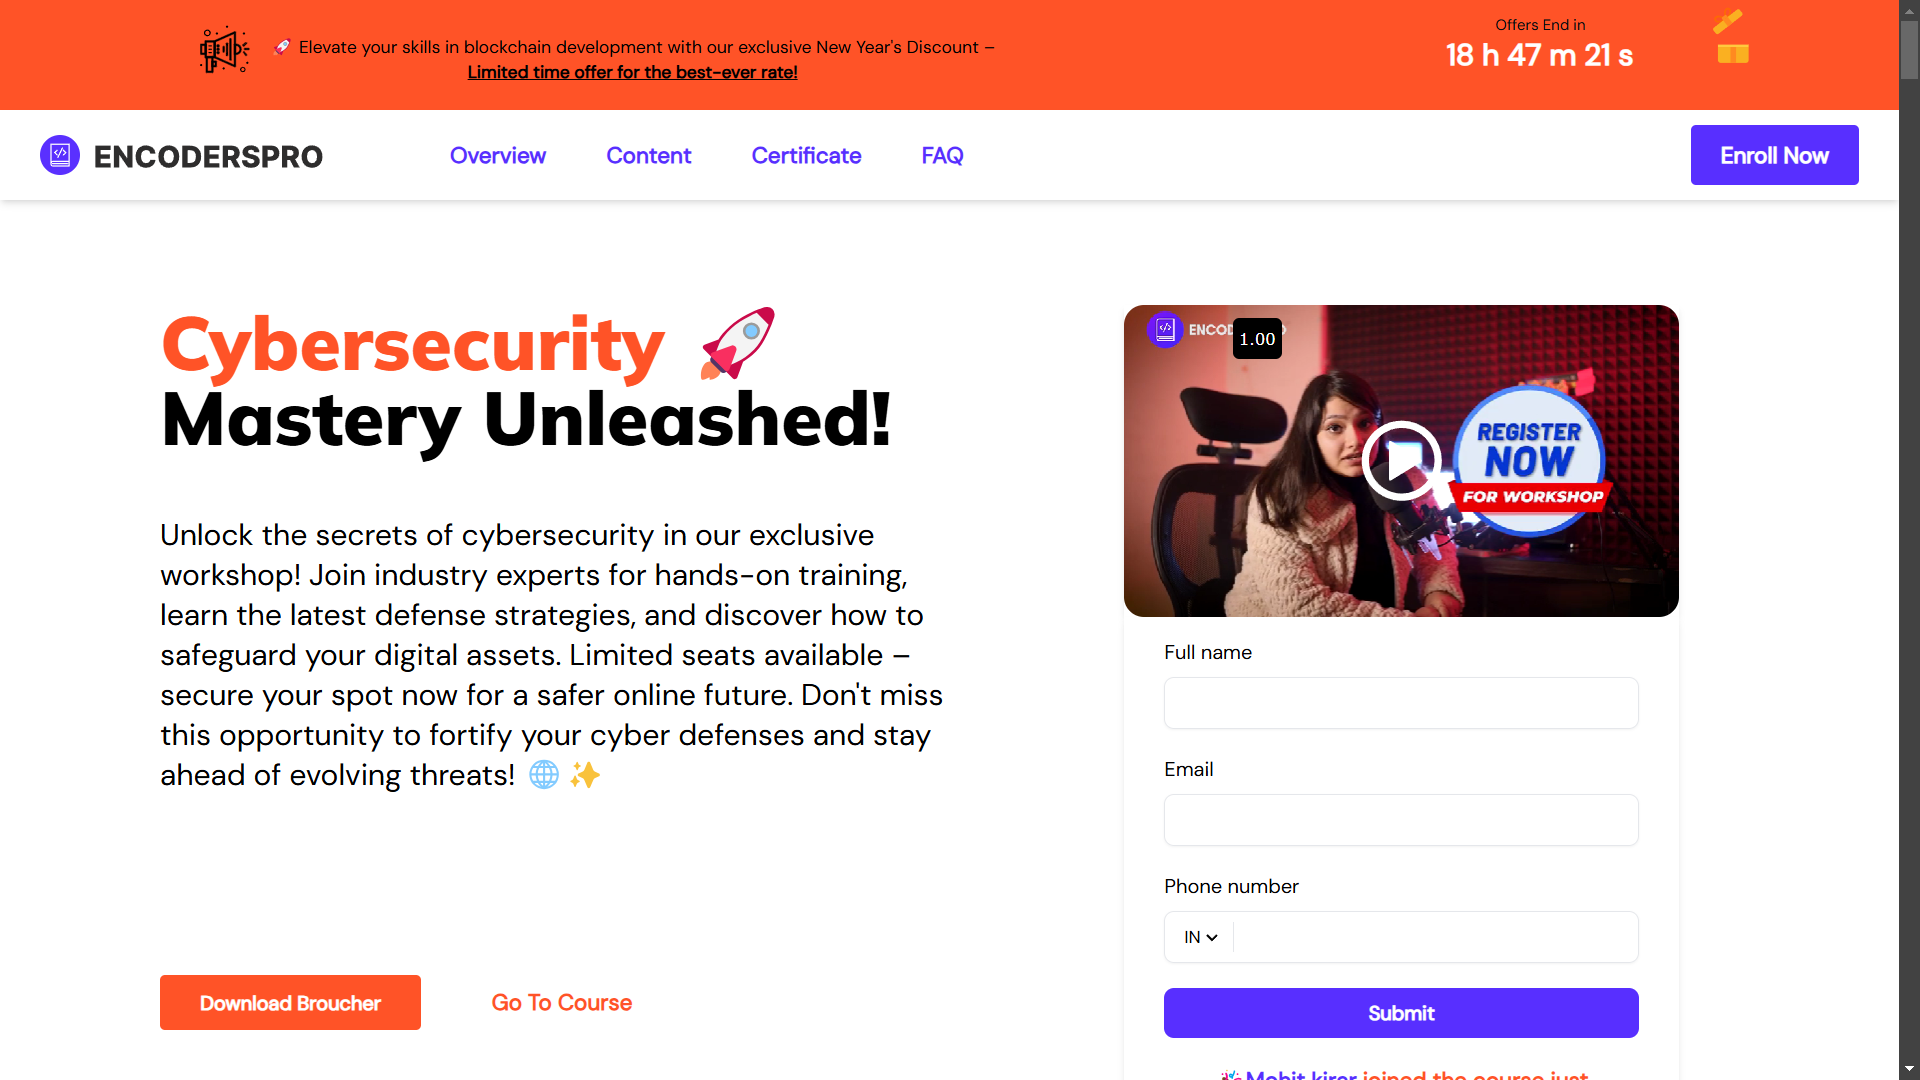 🚀 Elevate your skills in blockchain development with our exclusive New Year's Discount –
Limited time offer for the best-ever rate!
Offers End in
18 h 47 m 21 s
ENCODERSPRO
Overview
Content
Certificate
FAQ
Enroll Now
Cybersecurity 🚀
Mastery Unleashed!
Unlock the secrets of cybersecurity in our exclusive
workshop! Join industry experts for hands-on training,
learn the latest defense strategies, and discover how to
safeguard your digital assets. Limited seats available –
secure your spot now for a safer online future. Don't miss
this opportunity to fortify your cyber defenses and stay
ahead of evolving threats! 🌐 ✨
Download Broucher
Go To Course
1.00
REGISTER
NOW
FOR WORKSHOP
Full name
Email
Phone number
IN
Submit
🎉 Mohit kirar joined the course just